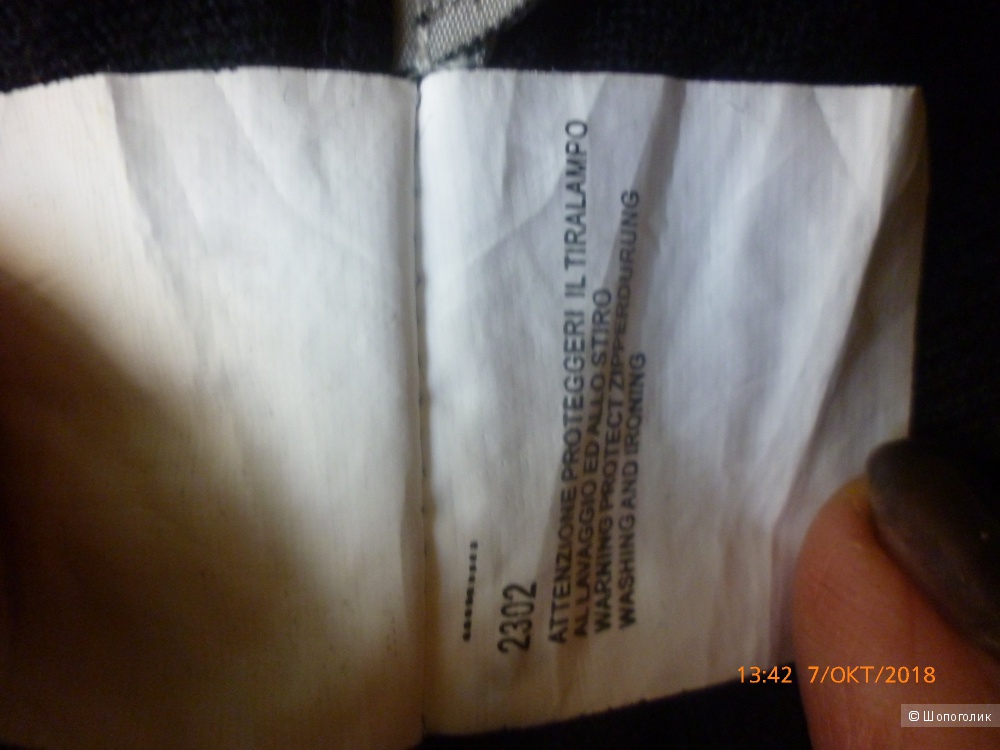 2302
ATTENZIONE PROTEGGERI IL TIRALAMPO
AL LAVAGGIO ED ALLO STIRO
WARNING PROTECT ZIPPERDURUNG
WASHING AND IRONING
13:42 7/OKT/2018
© Шопоголик